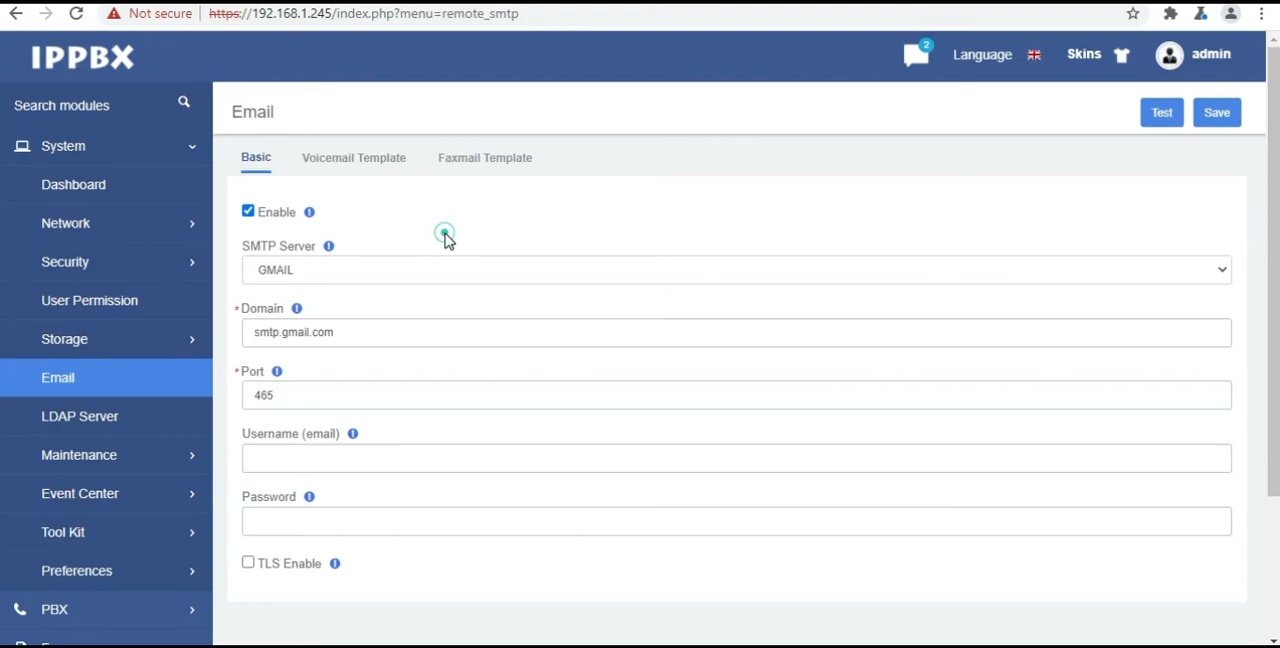 Not secure https://192.168.1.245/index.php?menu=remote_smtp
IPPBX
2
Language
Skins
admin
Search modules
System
Dashboard
Network
Security
User Permission
Storage
Email
LDAP Server
Maintenance
Event Center
Tool Kit
Preferences
PBX
Email
Test
Save
Basic
Voicemail Template
Faxmail Template
Enable
SMTP Server
GMAIL
* Domain
smtp.gmail.com
* Port
465
Username (email)
Password
TLS Enable